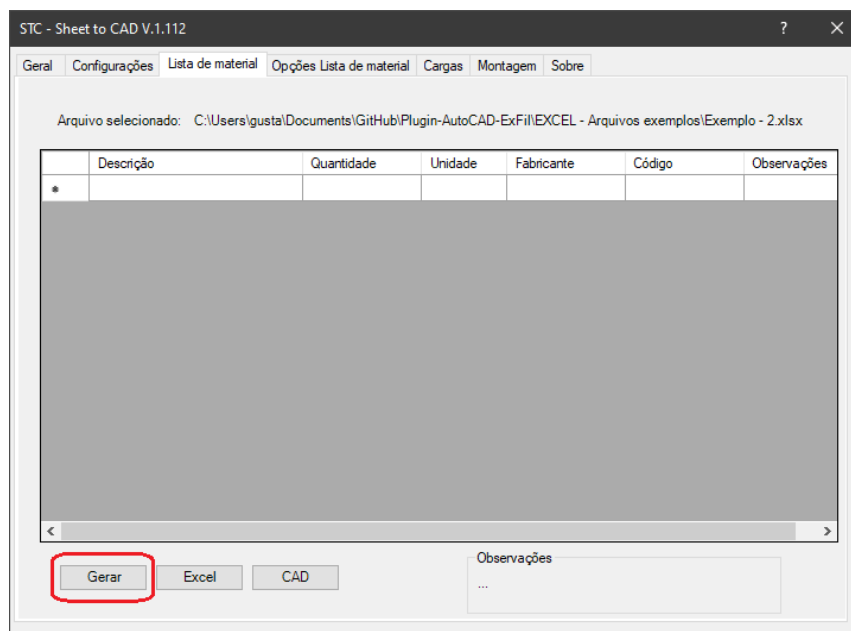 STC - Sheet to CAD V.1.112 ?
Geral Configurações Lista de material Opções Lista de material Cargas Montagem Sobre
Arquivo selecionado: C:\Users\gusta\Documents\GitHub\Plugin-AutoCAD-ExFil\EXCEL - Arquivos exemplos\Exemplo - 2.xlsx
Descrição Quantidade Unidade Fabricante Código Observações
*
Observações
Gerar Excel CAD
...